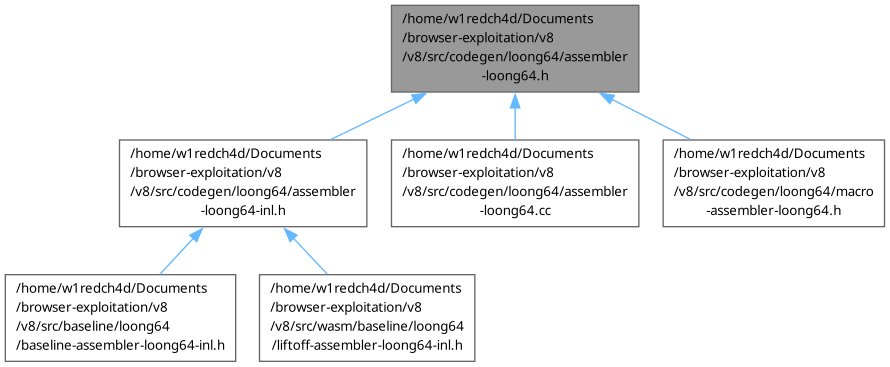 /home/w1redch4d/Documents
/browser-exploitation/v8
/v8/src/codegen/loong64/assembler
-loong64.h
/home/w1redch4d/Documents
/browser-exploitation/v8
/v8/src/codegen/loong64/assembler
-loong64-inl.h
/home/w1redch4d/Documents
/browser-exploitation/v8
/v8/src/codegen/loong64/assembler
-loong64.cc
/home/w1redch4d/Documents
/browser-exploitation/v8
/v8/src/codegen/loong64/macro
-assembler-loong64.h
/home/w1redch4d/Documents
/browser-exploitation/v8
/v8/src/baseline/loong64
/baseline-assembler-loong64-inl.h
/home/w1redch4d/Documents
/browser-exploitation/v8
/v8/src/wasm/baseline/loong64
/liftoff-assembler-loong64-inl.h